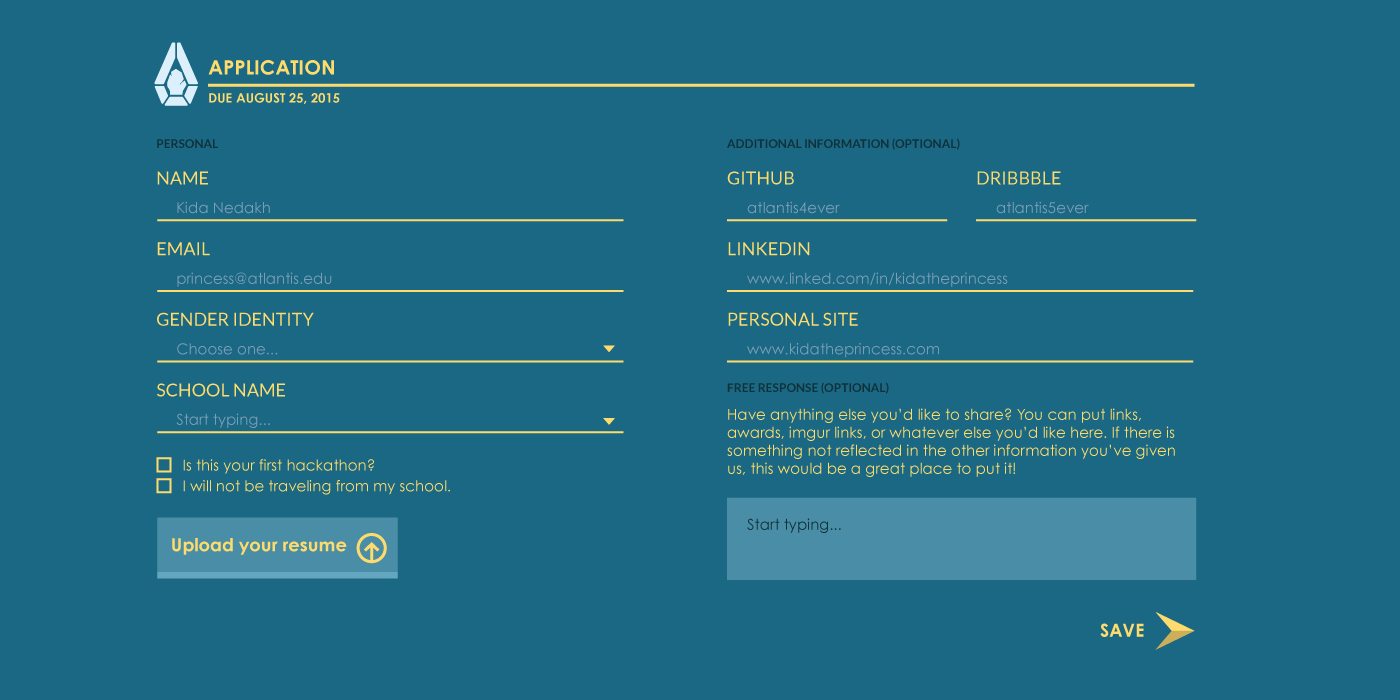 APPLICATION
DUE AUGUST 25, 2015
PERSONAL
NAME
Kida Nedakh
EMAIL
princess@atlantis.edu
GENDER IDENTITY
Choose one...
SCHOOL NAME
Start typing...
Is this your first hackathon?
I will not be traveling from my school.
Upload your resume
ADDITIONAL INFORMATION (OPTIONAL)
GITHUB
atlantis4ever
DRIBBBLE
atlantis5ever
LINKEDIN
www.linked.com/in/kidatheprincess
PERSONAL SITE
www.kidatheprincess.com
FREE RESPONSE (OPTIONAL)
Have anything else you'd like to share? You can put links,
awards, imgur links, or whatever else you'd like here. If there is
something not reflected in the other information you've given
us, this would be a great place to put it!
Start typing...
SAVE